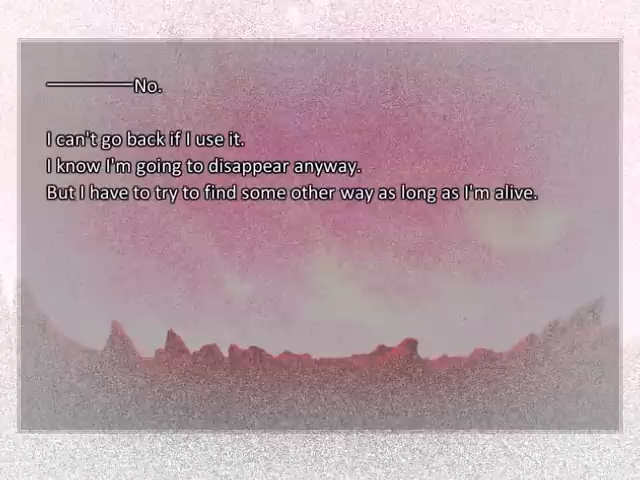 ————No.
I can't go back if I use it.
I know I'm going to disappear anyway.
But I have to try to find some other way as long as I'm alive.